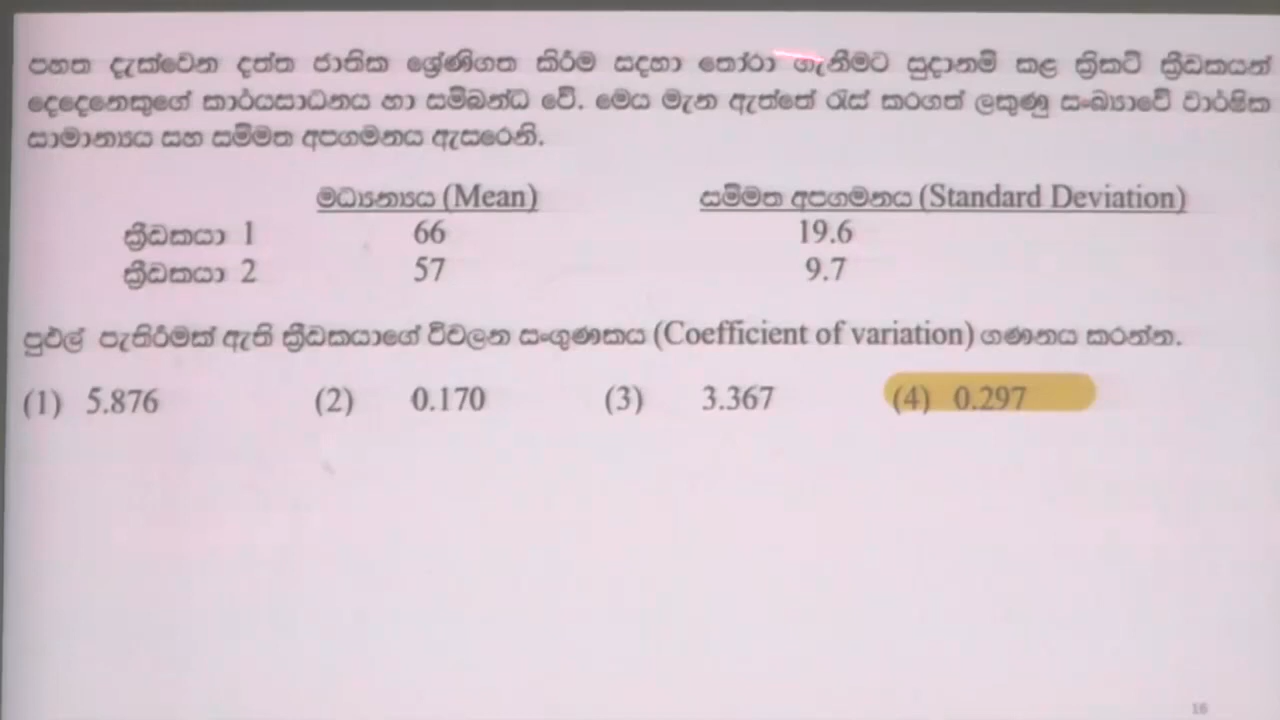 පහත දැක්වෙන දත්ත ජාතික ශ්‍රේණිගත කිරීම සදහා තෝරා ගැනීමට සූදානම් කළ ක්‍රිකට් ක්‍රීඩකයන්
දෙදෙනෙකුගේ කාර්යසාධනය හා සම්බන්ධ වේ. මෙය මැන ඇත්තේ රැස් කරගත් ලකුණු සංඛ්‍යාවේ වාර්ෂික
සාමාන්‍යය සහ සම්මත අපගමනය ඇසරෙනි.
මධ්‍යන්‍යය (Mean) සම්මත අපගමනය (Standard Deviation)
ක්‍රීඩකයා 1 66 19.6
ක්‍රීඩකයා 2 57 9.7
පුළුල් පැතිරීමක් ඇති ක්‍රීඩකයාගේ විචලන සංගුණකය (Coefficient of variation) ගණනය කරන්න.
(1) 5.876 (2) 0.170 (3) 3.367 (4) 0.297
16